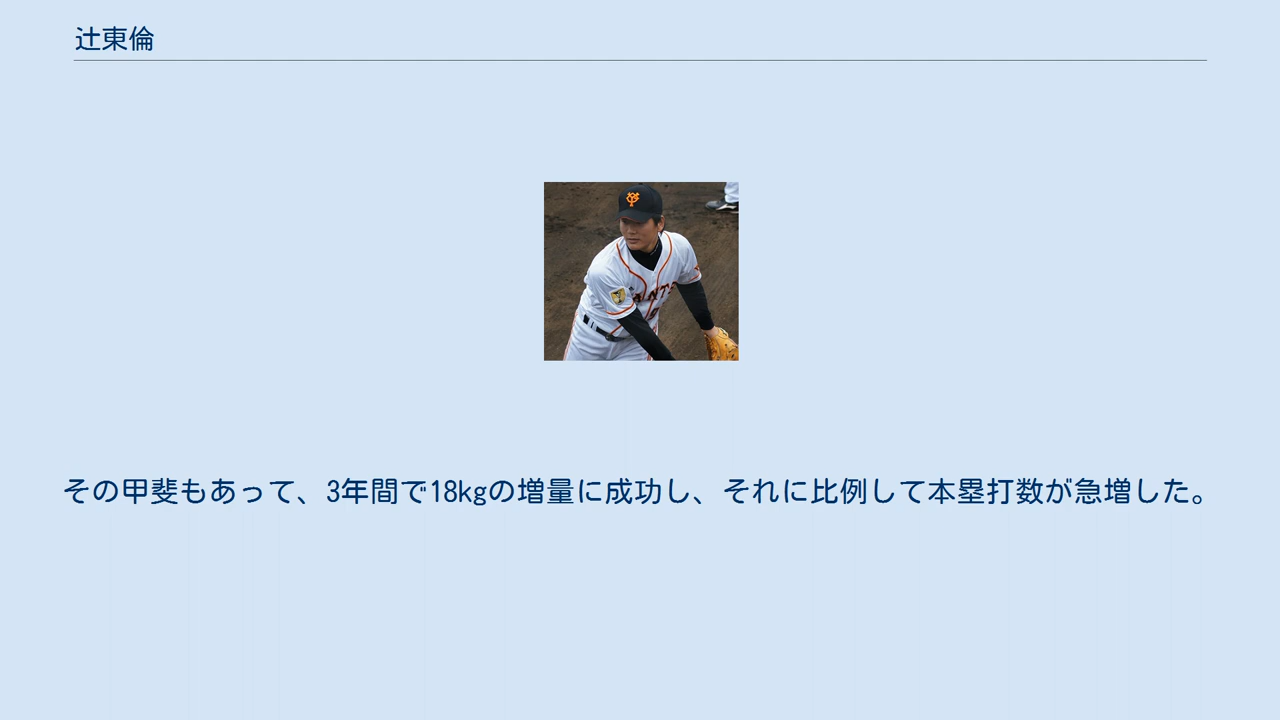 辻東倫
その甲斐もあって、3年間で18kgの増量に成功し、それに比例して本塁打数が急増した。